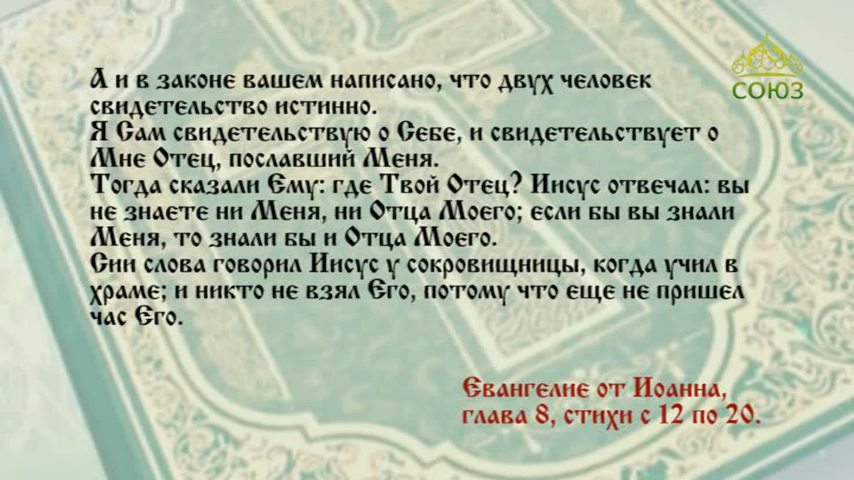 СОЮЗ
А и в законе вашем написано, что двух человек
свидетельство истинно.
Я Сам свидетельствую о Себе, и свидетельствует о
Мне Отец, пославший Меня.
Тогда сказали Ему: где Твой Отец? Иисус отвечал: вы
не знаете ни Меня, ни Отца Моего; если бы вы знали
Меня, то знали бы и Отца Моего.
Сии слова говорил Иисус у сокровищницы, когда учил в
храме; и никто не взял Его, потому что еще не пришел
час Его.
Евангелие от Иоанна,
глава 8, стихи с 12 по 20.